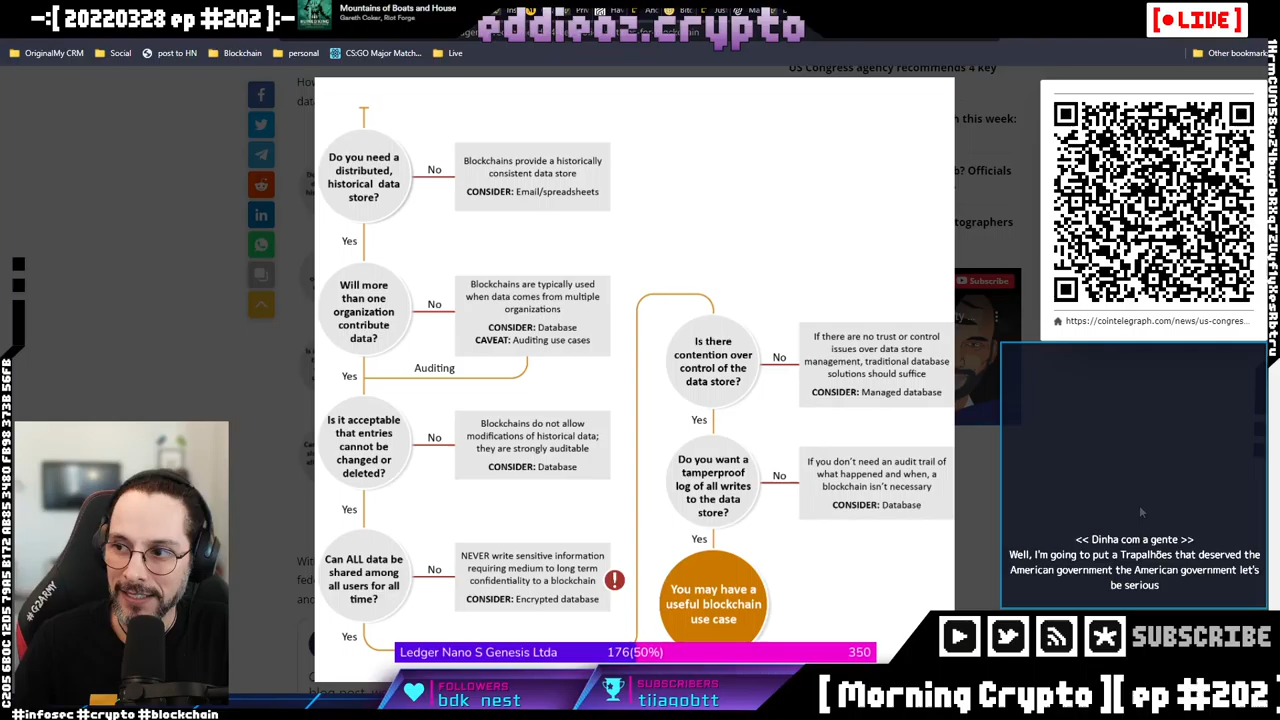 -:[ 20220328 ep #202 ]:-
Mountains of Boats and House
Gareth Coker, Riot Forge
eddieoz.crypto
[ LIVE ]
OriginalMy CRM
Social
post to HN
Blockchain
personal
CS:GO Major Match...
Live
Other bookmark
US Congress agency recommends 4 key
n this week:
b? Officials
tographers
Subscribe
Do you need a
distributed,
historical data
store?
No
Blockchains provide a historically
consistent data store
CONSIDER: Email/spreadsheets
Yes
Will more
than one
organization
contribute
data?
No
Blockchains are typically used
when data comes from multiple
organizations
CONSIDER: Database
CAVEAT: Auditing use cases
Auditing
Yes
Is it acceptable
that entries
cannot be
changed or
deleted?
No
Blockchains do not allow
modifications of historical data;
they are strongly auditable
CONSIDER: Database
Yes
Can ALL data be
shared among
all users for all
time?
No
NEVER write sensitive information
requiring medium to long term
confidentiality to a blockchain
CONSIDER: Encrypted database
!
Yes
Is there
contention over
control of the
data store?
No
If there are no trust or control
issues over data store
management, traditional database
solutions should suffice
CONSIDER: Managed database
Yes
Do you want a
tamperproof
log of all writes
to the data
store?
No
If you don't need an audit trail of
what happened and when, a
blockchain isn't necessary
CONSIDER: Database
Yes
You may have a
useful blockchain
use case
https://cointelegraph.com/news/us-congres...
<< Dinha com a gente >>
Well, I'm going to put a Trapalhões that deserved the
American government the American government let's
be serious
Ledger Nano S Genesis Ltda
176(50%)
350
FOLLOWERS
bdk_nest
SUBSCRIBERS
tiiagobtt
SUBSCRIBE
[ Morning Crypto ][ ep #202 ]
#infosec #crypto #blockchain